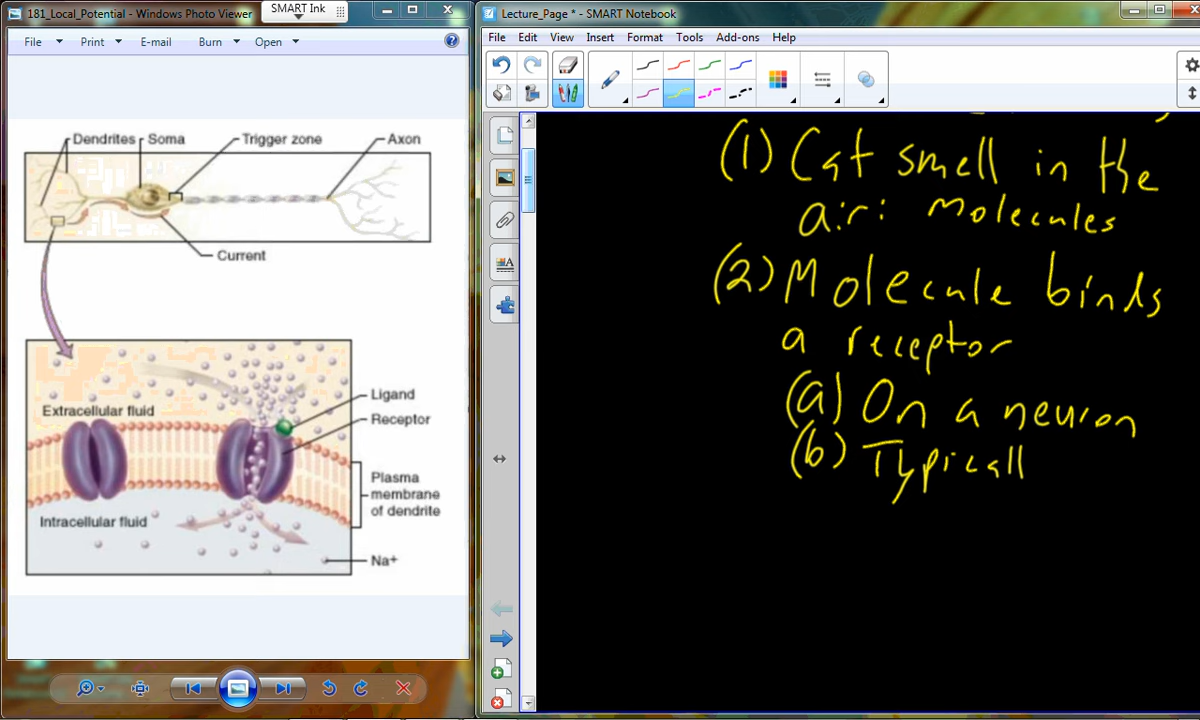 181_Local_Potential - Windows Photo Viewer
SMART Ink
File Print E-mail Burn Open
Dendrites Soma Trigger zone Axon
Current
Extracellular fluid
Ligand
Receptor
Plasma
membrane
of dendrite
Intracellular fluid
Na+
Lecture_Page * - SMART Notebook
File Edit View Insert Format Tools Add-ons Help
(1) Cat smell in the
air: molecules
(2) Molecule binds
a receptor
(a) On a neuron
(b) Typicall